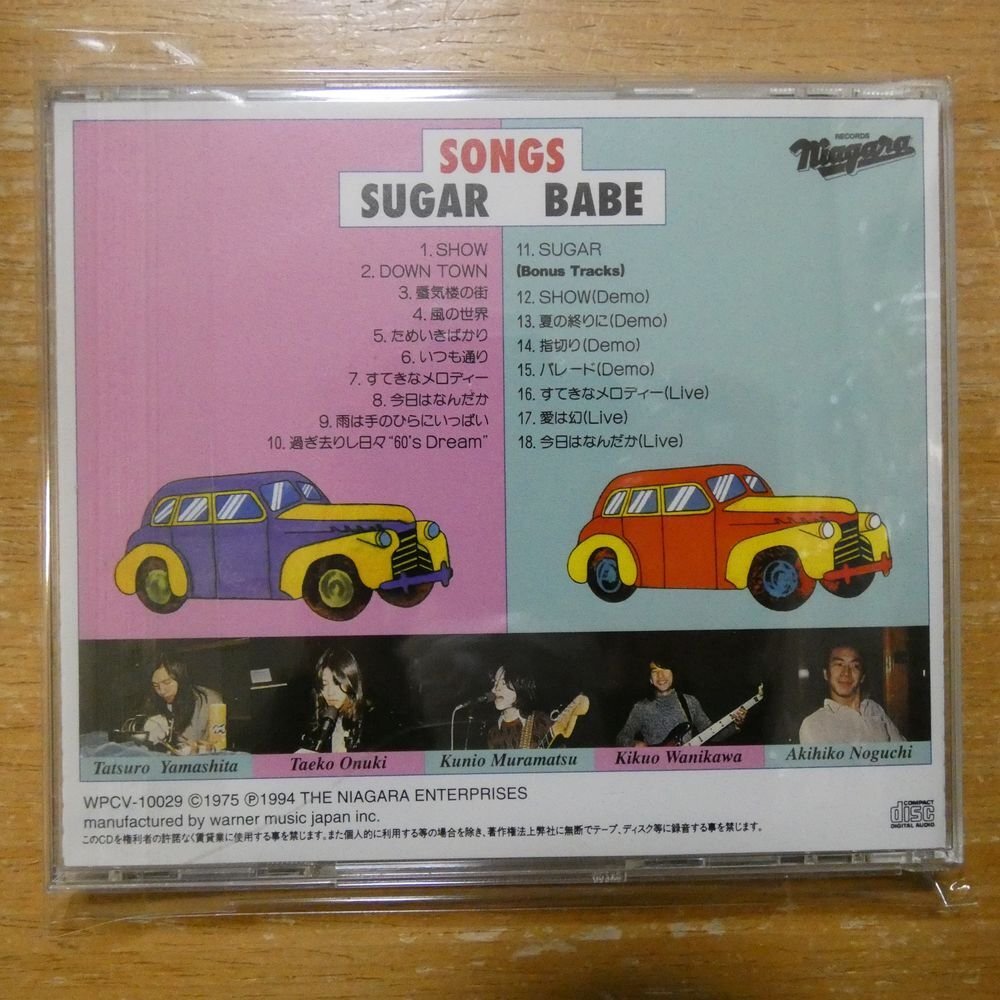 SONGS
SUGAR BABE
RECORDS
Niagara
1. SHOW
2. DOWN TOWN
3. 蜃気楼の街
4. 風の世界
5. ためいきばかり
6. いつも通り
7. すてきなメロディー
8. 今日はなんだか
9. 雨は手のひらにいっぱい
10. 過ぎ去りし日々 "60's Dream"
11. SUGAR
(Bonus Tracks)
12. SHOW(Demo)
13. 夏の終りに(Demo)
14. 指切り(Demo)
15. パレード(Demo)
16. すてきなメロディー(Live)
17. 愛は幻(Live)
18. 今日はなんだか(Live)
Tatsuro Yamashita
Taeko Onuki
Kunio Muramatsu
Kikuo Wanikawa
Akihiko Noguchi
WPCV-10029 ©1975 ℗1994 THE NIAGARA ENTERPRISES
manufactured by warner music japan inc.
このCDを権利者の許諾なく賃貸業に使用する事を禁じます。また個人的に利用する等の場合を除き、著作権法上弊社に無断でテープ、ディスク等に録音する事を禁じます。
COMPACT
disc
DIGITAL AUDIO